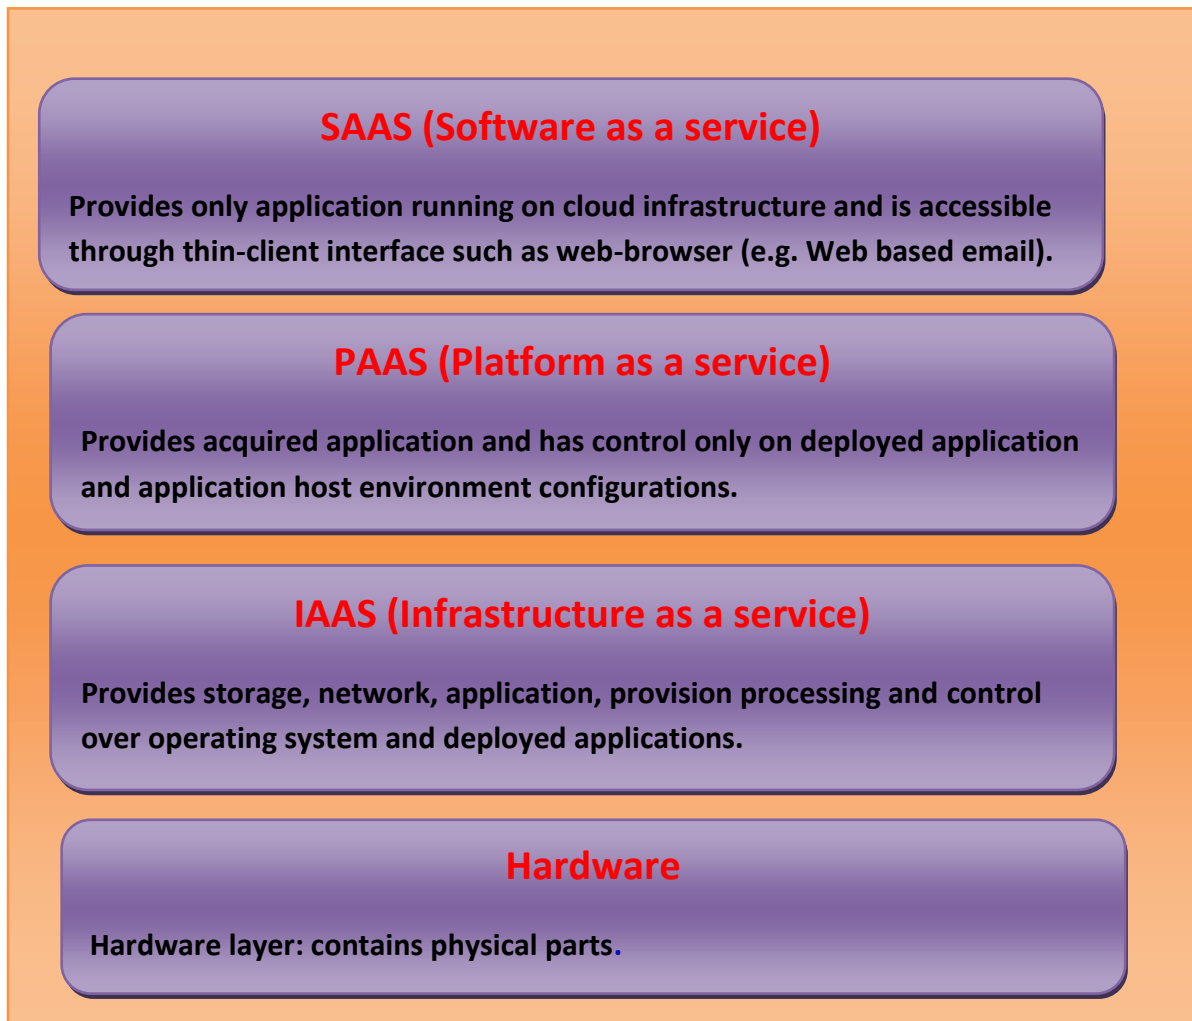 SAAS (Software as a service)
Provides only application running on cloud infrastructure and is accessible
through thin-client interface such as web-browser (e.g. Web based email).
PAAS (Platform as a service)
Provides acquired application and has control only on deployed application
and application host environment configurations.
IAAS (Infrastructure as a service)
Provides storage, network, application, provision processing and control
over operating system and deployed applications.
Hardware
Hardware layer: contains physical parts.